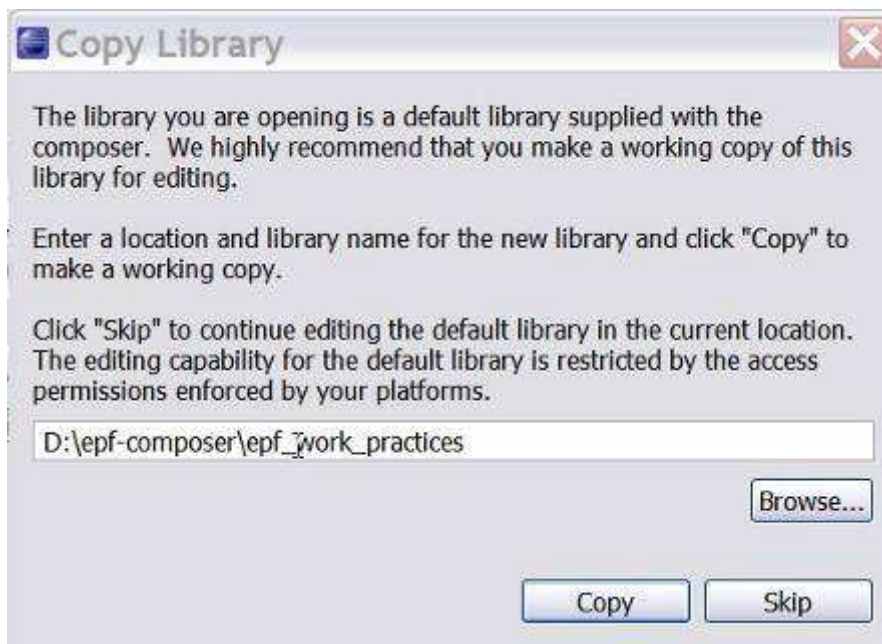 Copy Library
The library you are opening is a default library supplied with the
composer.  We highly recommend that you make a working copy of this
library for editing.
Enter a location and library name for the new library and click "Copy" to
make a working copy.
Click "Skip" to continue editing the default library in the current location.
The editing capability for the default library is restricted by the access
permissions enforced by your platforms.
D:\epf-composer\epf_work_practices
Browse...
Copy
Skip